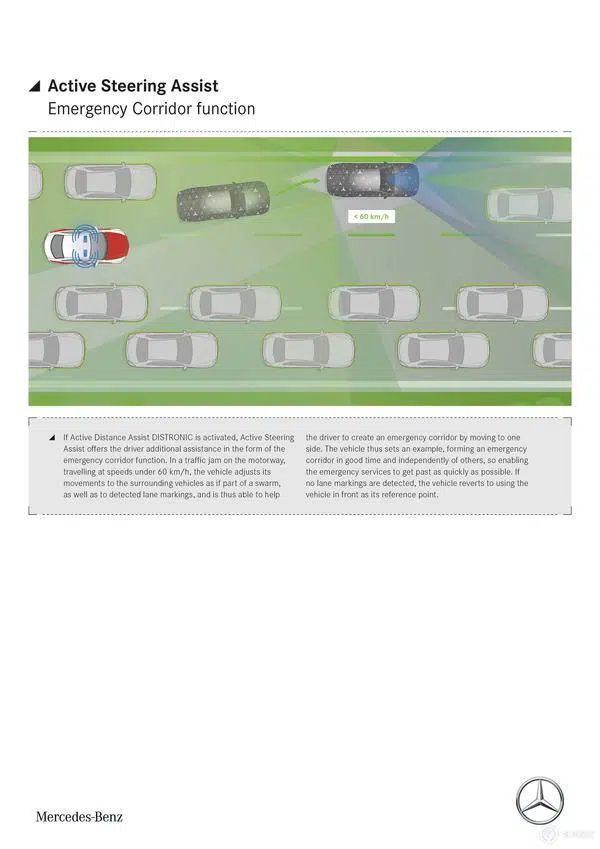 Active Steering Assist
Emergency Corridor function
< 60 km/h
If Active Distance Assist DISTRONIC is activated, Active Steering
Assist offers the driver additional assistance in the form of the
emergency corridor function. In a traffic jam on the motorway,
travelling at speeds under 60 km/h, the vehicle adjusts its
movements to the surrounding vehicles as if part of a swarm,
as well as to detected lane markings, and is thus able to help
the driver to create an emergency corridor by moving to one
side. The vehicle thus sets an example, forming an emergency
corridor in good time and independently of others, so enabling
the emergency services to get past as quickly as possible. If
no lane markings are detected, the vehicle reverts to using the
vehicle in front as its reference point.
Mercedes-Benz